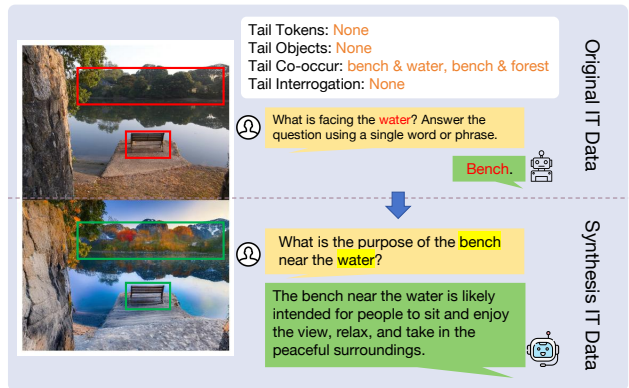 Tail Tokens: None
Tail Objects: None
Tail Co-occur: bench & water, bench & forest
Tail Interrogation: None
What is facing the water? Answer the
question using a single word or phrase.
Bench.
Original IT Data
What is the purpose of the bench
near the water?
The bench near the water is likely
intended for people to sit and enjoy
the view, relax, and take in the
peaceful surroundings.
Synthesis IT Data